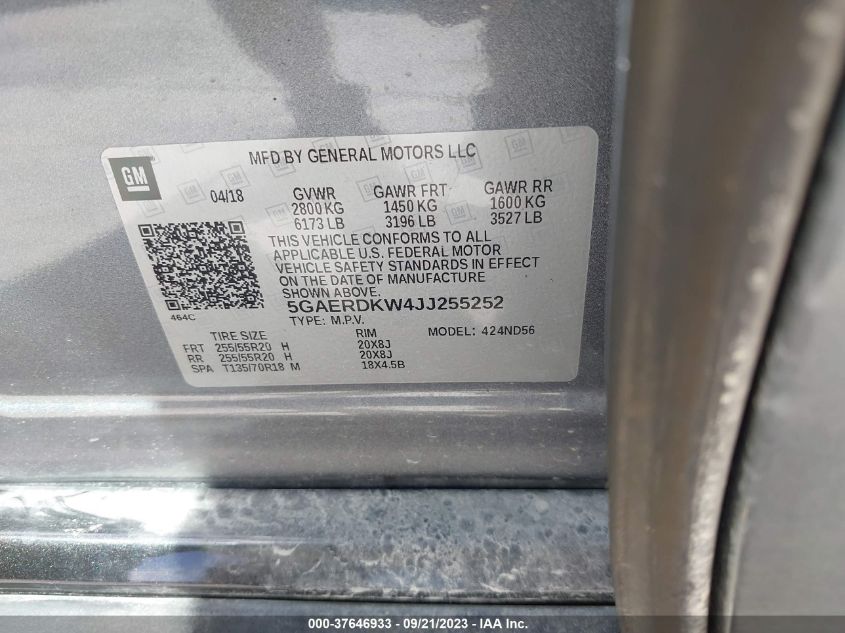 GM
MFD BY GENERAL MOTORS LLC
04/18
GVWR GAWR FRT GAWR RR
2800 KG 1450 KG 1600 KG
6173 LB 3196 LB 3527 LB
THIS VEHICLE CONFORMS TO ALL
APPLICABLE U.S. FEDERAL MOTOR
VEHICLE SAFETY STANDARDS IN EFFECT
ON THE DATE OF MANUFACTURE
SHOWN ABOVE.
464C
5GAERDKW4JJ255252
TYPE: M.P.V. MODEL: 424ND56
TIRE SIZE RIM
FRT 255/55R20 H 20X8J
RR 255/55R20 H 20X8J
SPA T135/70R18 M 18X4.5B
000-37646933 - 09/21/2023 - IAA Inc.